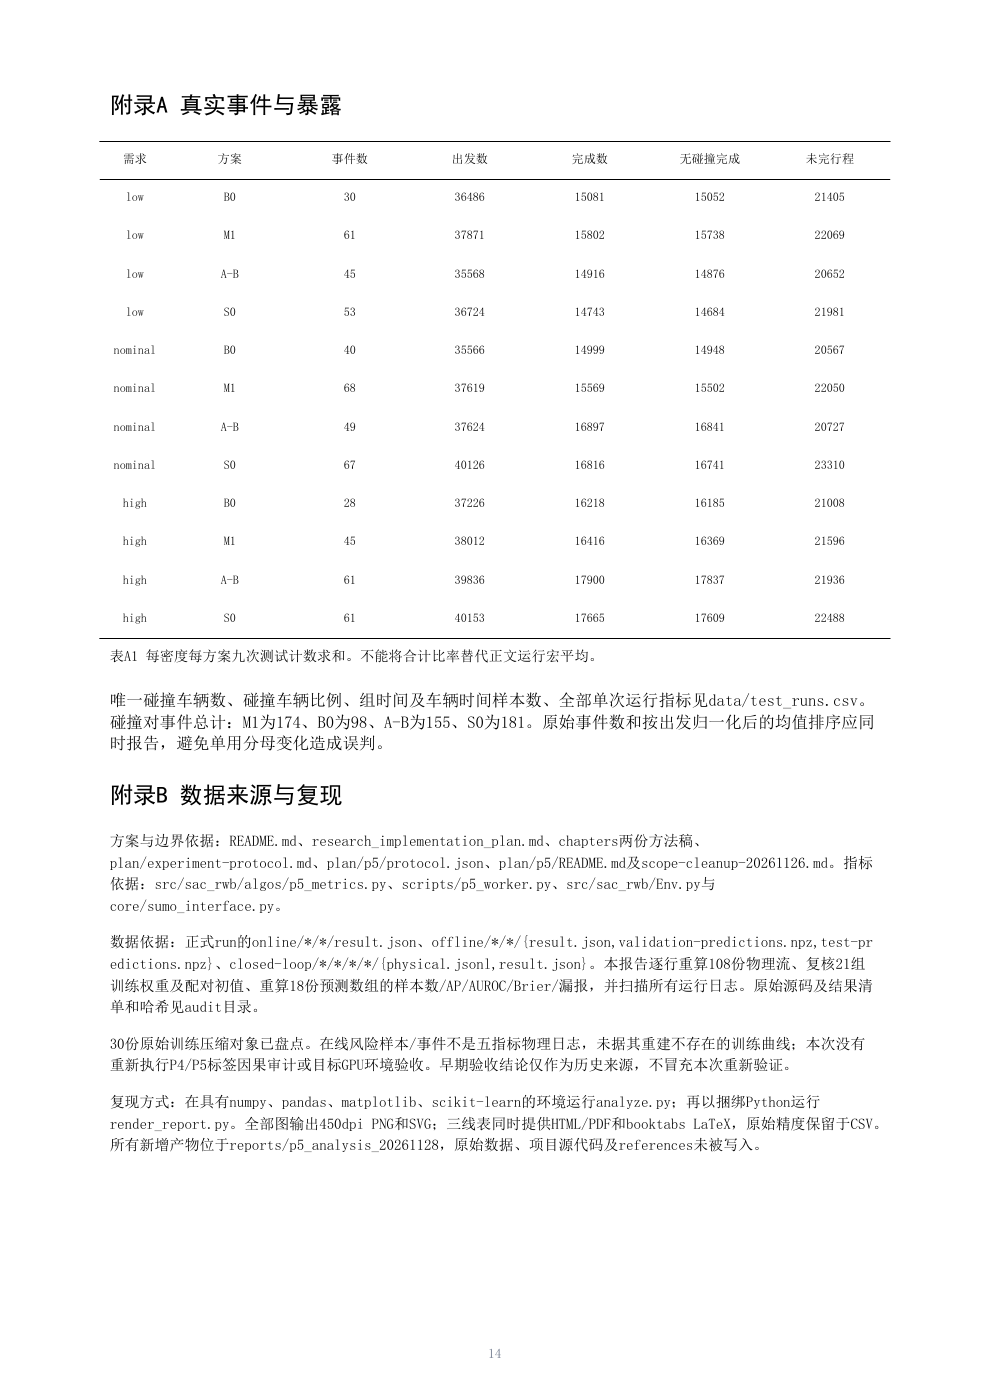 附录A 真实事件与暴露
需求 方案 事件数 出发数 完成数 无碰撞完成 未完行程
low B0 30 36486 15081 15052 21405
low M1 61 37871 15802 15738 22069
low A-B 45 35568 14916 14876 20652
low S0 53 36724 14743 14684 21981
nominal B0 40 35566 14999 14948 20567
nominal M1 68 37619 15569 15502 22050
nominal A-B 49 37624 16897 16841 20727
nominal S0 67 40126 16816 16741 23310
high B0 28 37226 16218 16185 21008
high M1 45 38012 16416 16369 21596
high A-B 61 39836 17900 17837 21936
high S0 61 40153 17665 17609 22488
表A1 每密度每方案九次测试计数求和。不能将合计比率替代正文运行宏平均。
唯一碰撞车辆数、碰撞车辆比例、组时间及车辆时间样本数、全部单次运行指标见data/test_runs.csv。
碰撞对事件总计：M1为174、B0为98、A-B为155、S0为181。原始事件数和按出发归一化后的均值排序应同
时报告，避免单用分母变化造成误判。
附录B 数据来源与复现
方案与边界依据：README.md、research_implementation_plan.md、chapters两份方法稿、
plan/experiment-protocol.md、plan/p5/protocol.json、plan/p5/README.md及scope-cleanup-20261126.md。指标
依据：src/sac_rwb/algos/p5_metrics.py、scripts/p5_worker.py、src/sac_rwb/Env.py与
core/sumo_interface.py。
数据依据：正式run的online/*/*/result.json、offline/*/*/{result.json,validation-predictions.npz,test-pr
edictions.npz}、closed-loop/*/*/*/*/{physical.jsonl,result.json}。本报告逐行重算108份物理流、复核21组
训练权重及配对初值、重算18份预测数组的样本数/AP/AUROC/Brier/漏报，并扫描所有运行日志。原始源码及结果清
单和哈希见audit目录。
30份原始训练压缩对象已盘点。在线风险样本/事件不是五指标物理日志，未据其重建不存在的训练曲线；本次没有
重新执行P4/P5标签因果审计或目标GPU环境验收。早期验收结论仅作为历史来源，不冒充本次重新验证。
复现方式：在具有numpy、pandas、matplotlib、scikit-learn的环境运行analyze.py；再以捆绑Python运行
render_report.py。全部图输出450dpi PNG和SVG；三线表同时提供HTML/PDF和booktabs LaTeX，原始精度保留于CSV。
所有新增产物位于reports/p5_analysis_20261128，原始数据、项目源代码及references未被写入。
14